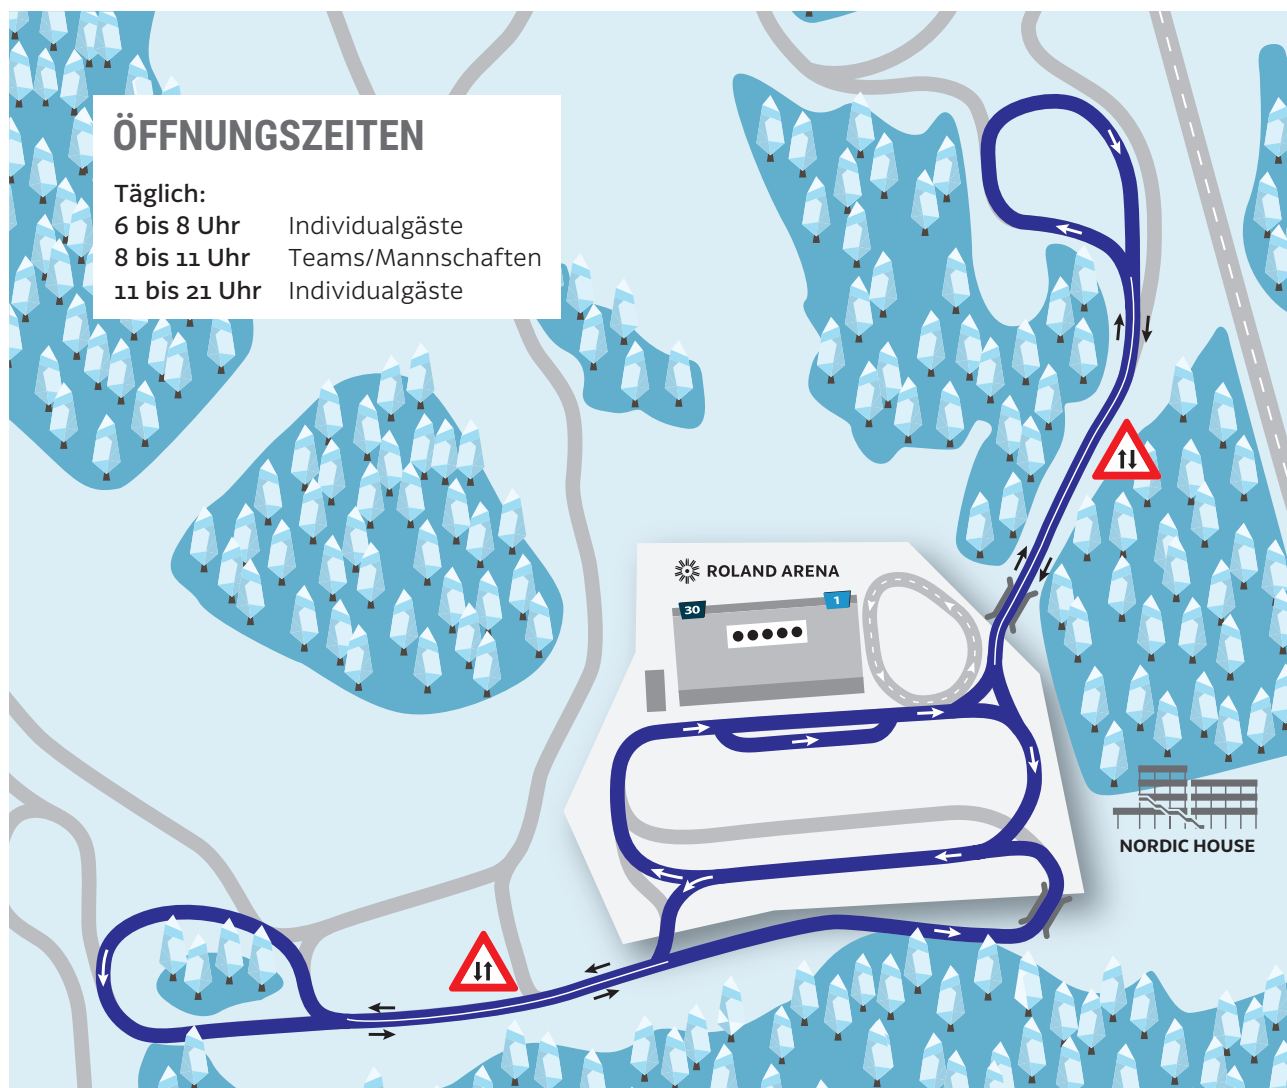 ÖFFNUNGSZEITEN
Täglich:
6 bis 8 Uhr Individualgäste
8 bis 11 Uhr Teams/Mannschaften
11 bis 21 Uhr Individualgäste
ROLAND ARENA
30
1
NORDIC HOUSE